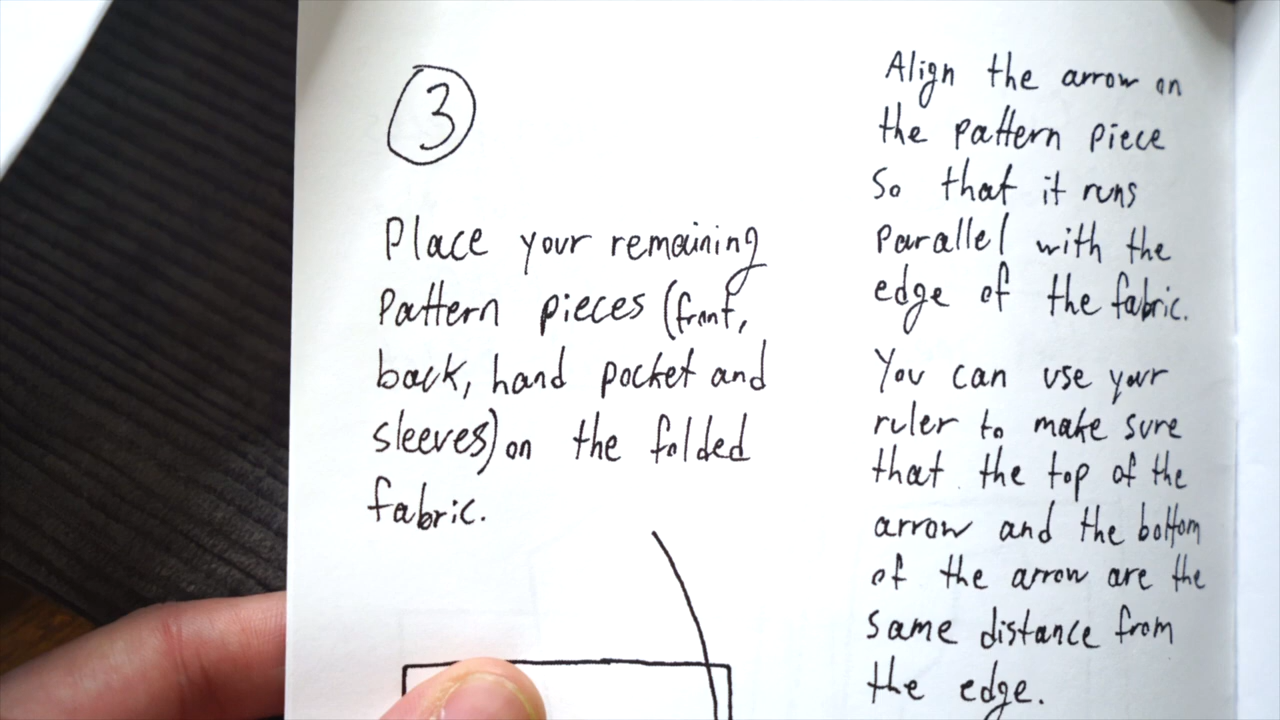 3
Place your remaining
Pattern pieces (front,
back, hand pocket and
sleeves) on the folded
fabric.
Align the arrow on
the pattern piece
So that it runs
Parallel with the
edge of the fabric.
You can use your
ruler to make sure
that the top of the
arrow and the bottom
of the arrow are the
same distance from
the edge.